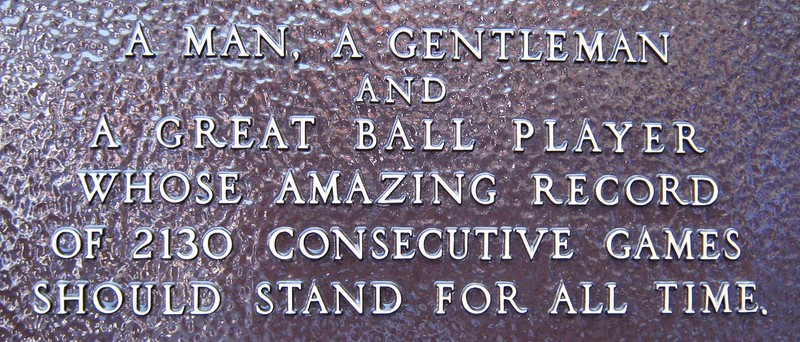 A MAN, A GENTLEMAN
AND
A GREAT BALL PLAYER
WHOSE AMAZING RECORD
OF 2130 CONSECUTIVE GAMES
SHOULD STAND FOR ALL TIME.